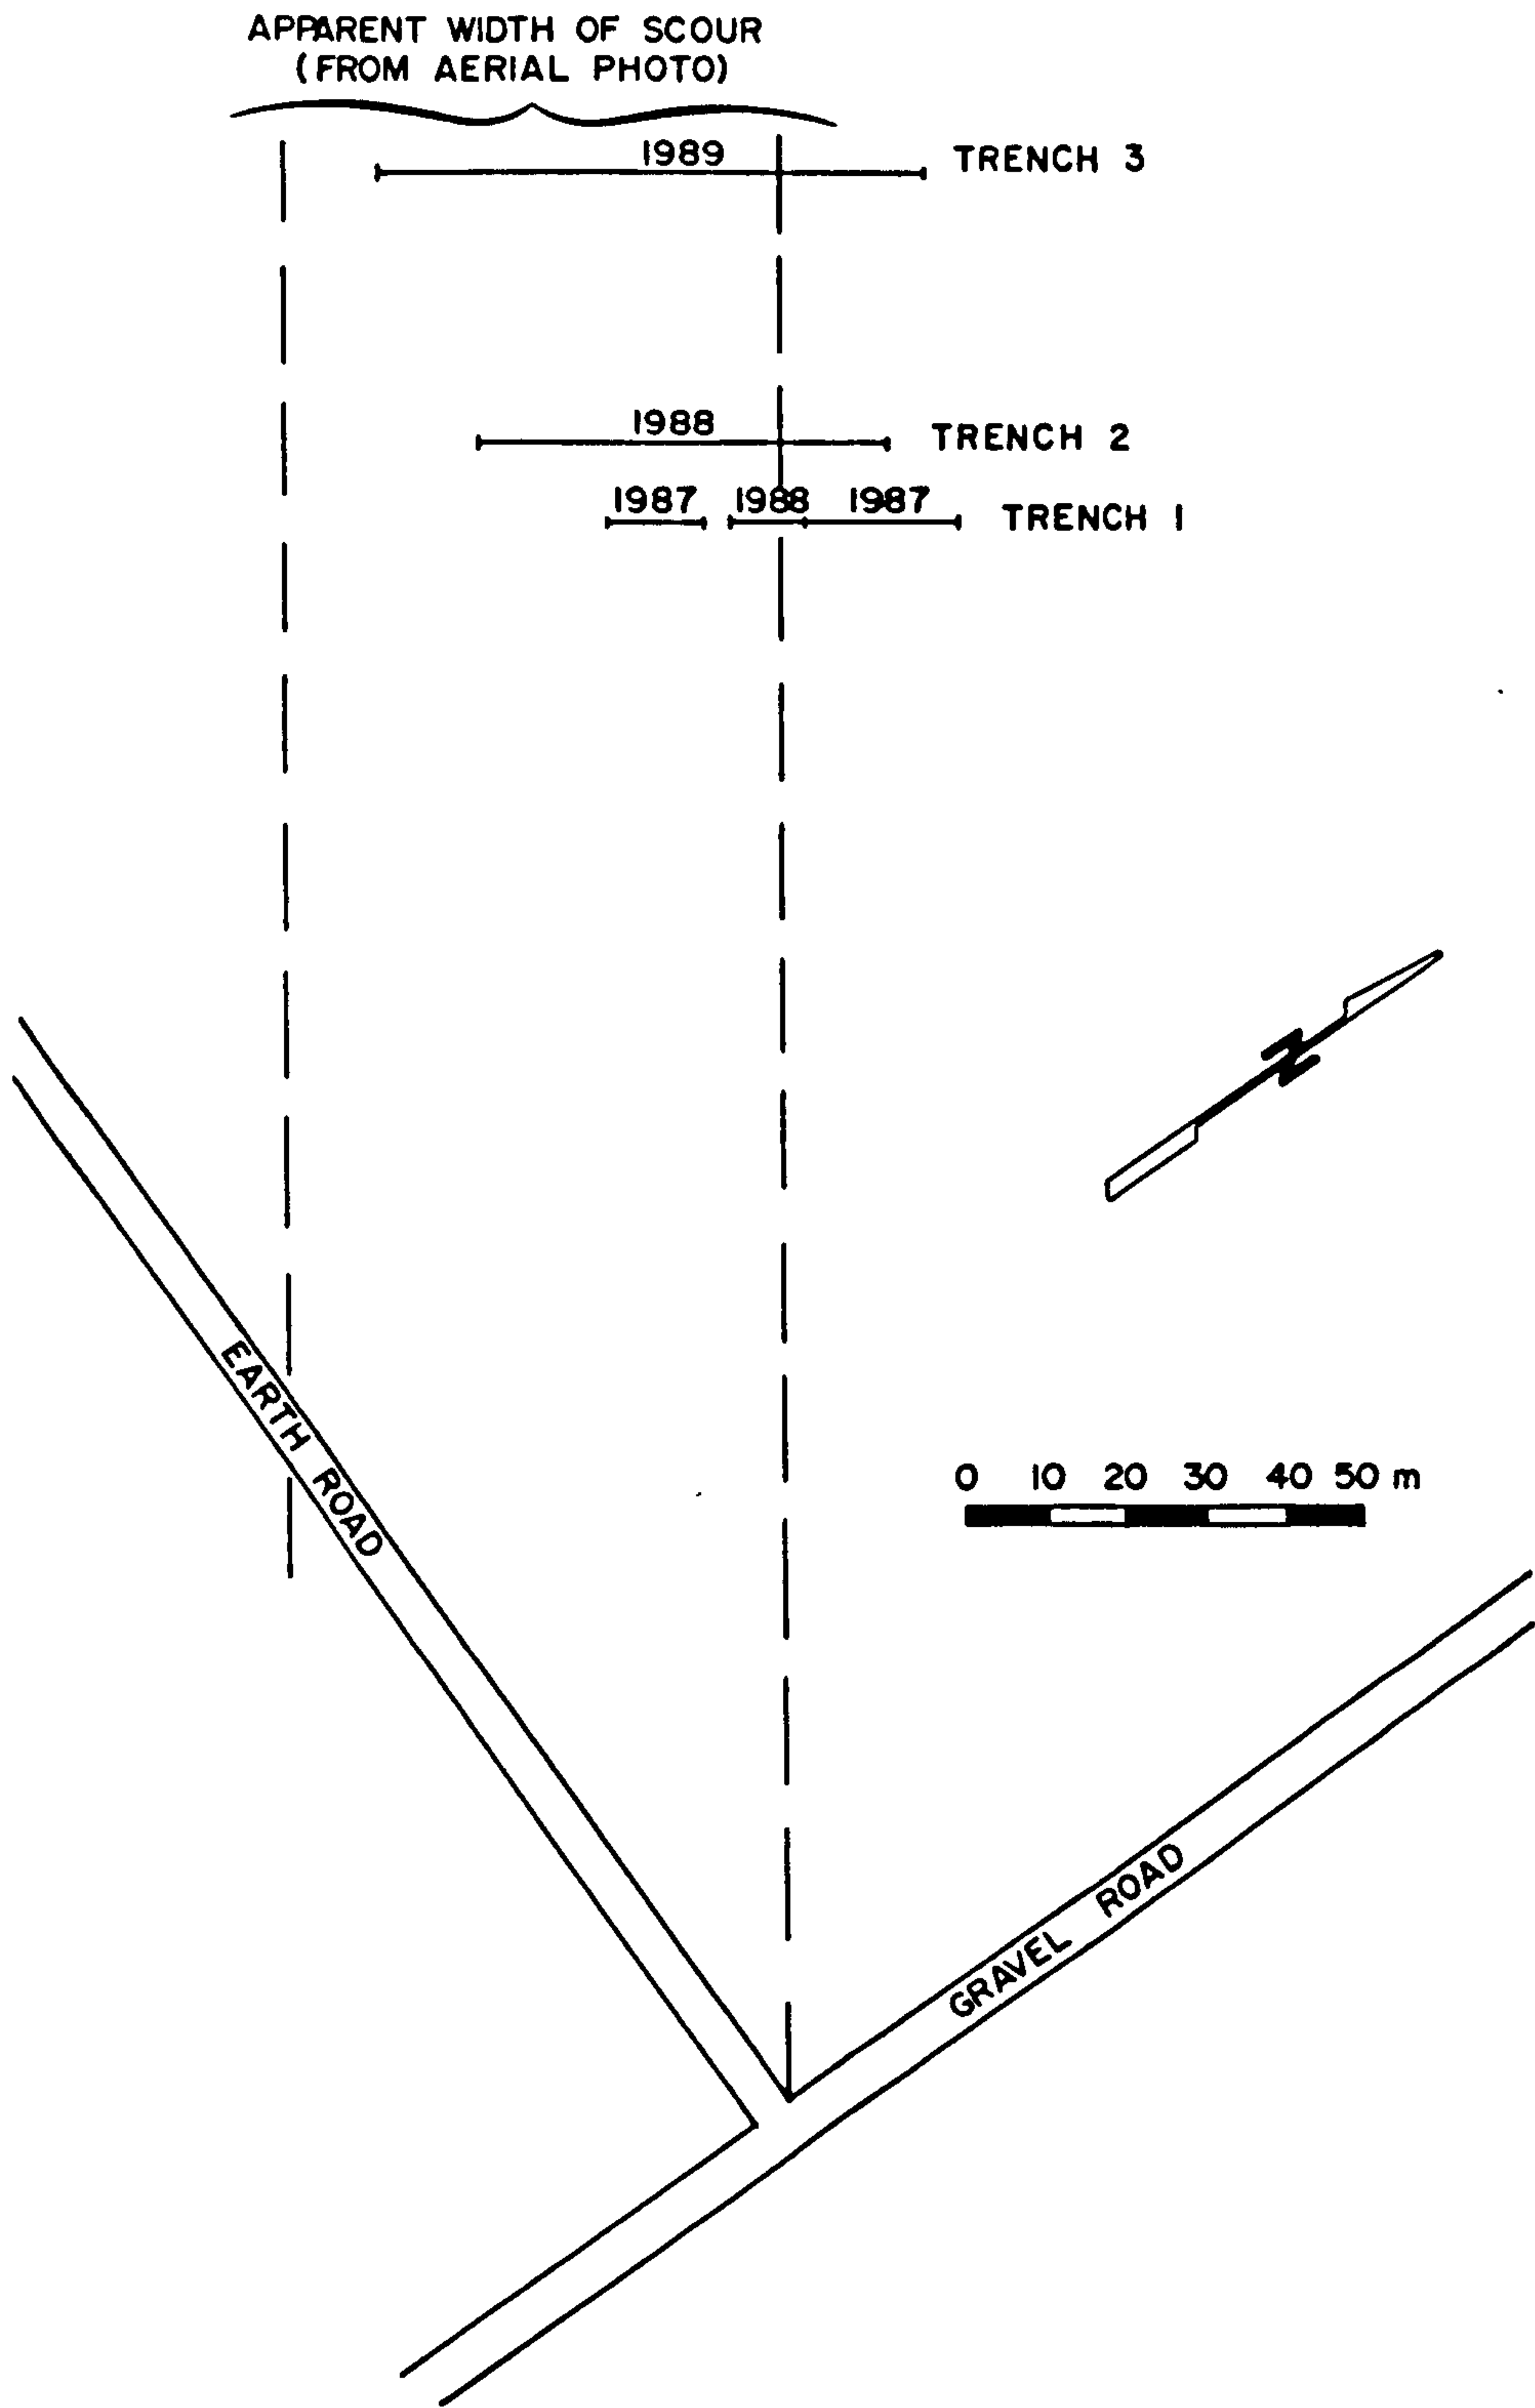 APPARENT WIDTH OF SCOUR
(FROM AERIAL PHOTO)
1989 TRENCH 3
1988 TRENCH 2
1987 1988 1987 TRENCH 1
N
EARTH ROAD
0 10 20 30 40 50 m
GRAVEL ROAD